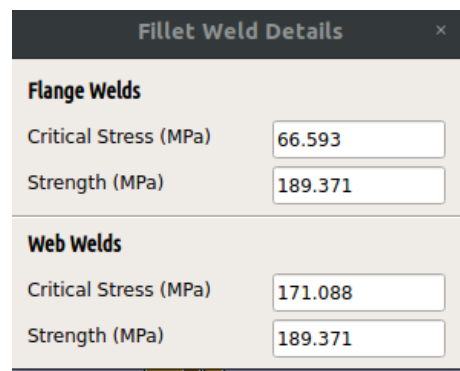 Fillet Weld Details ×
Flange Welds
Critical Stress (MPa) 66.593
Strength (MPa) 189.371
Web Welds
Critical Stress (MPa) 171.088
Strength (MPa) 189.371